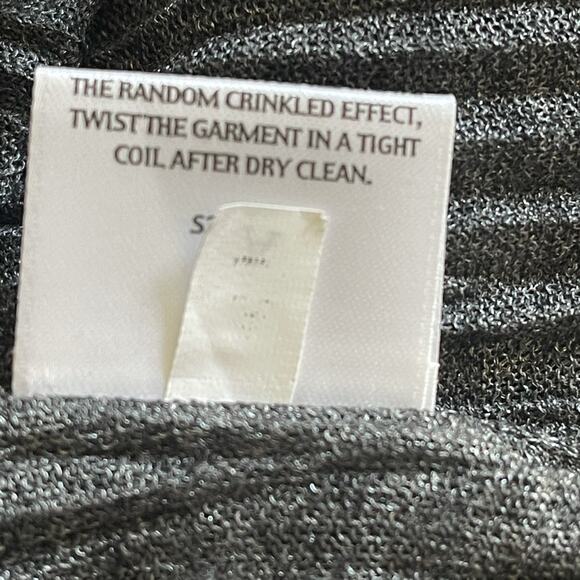 THE RANDOM CRINKLED EFFECT,
TWIST THE GARMENT IN A TIGHT
COIL AFTER DRY CLEAN.